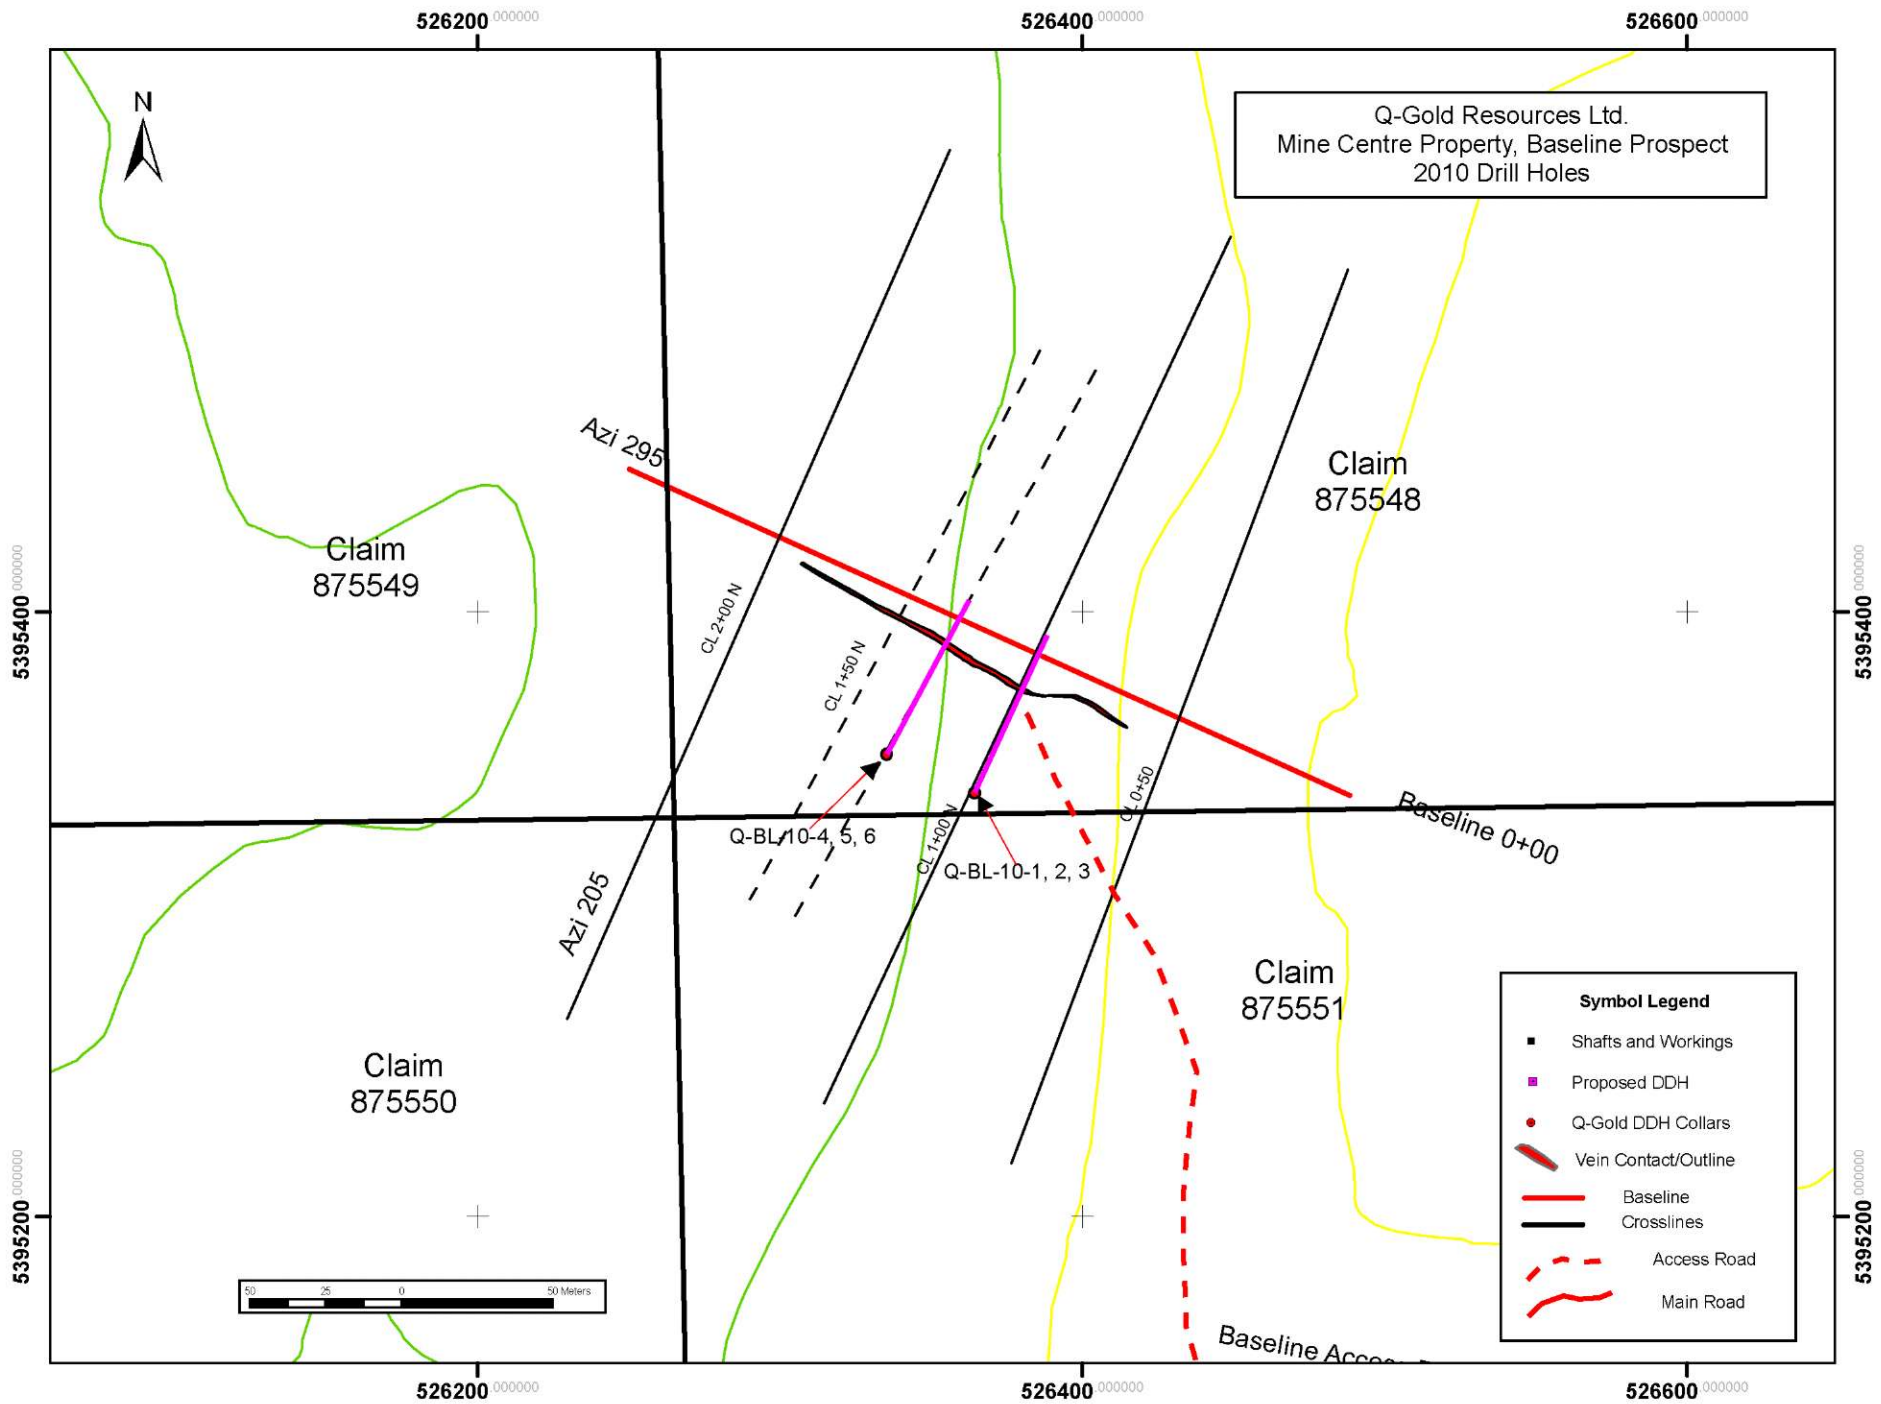 526200.000000
526400.000000
526600.000000
N
Q-Gold Resources Ltd.
Mine Centre Property, Baseline Prospect
2010 Drill Holes
Azi 295
Claim
875548
Claim
875549
5395400.000000
5395400.000000
CL 2+00 N
CL 1+50 N
CL 0+50
Baseline 0+00
Q-BL-10-4, 5, 6
CL 1+00 N
Q-BL-10-1, 2, 3
Azi 205
Claim
875551
Claim
875550
Symbol Legend
Shafts and Workings
Proposed DDH
Q-Gold DDH Collars
Vein Contact/Outline
Baseline
Crosslines
Access Road
Main Road
5395200.000000
5395200.000000
50 25 0 50 Meters
Baseline
526200.000000
526400.000000
526600.000000